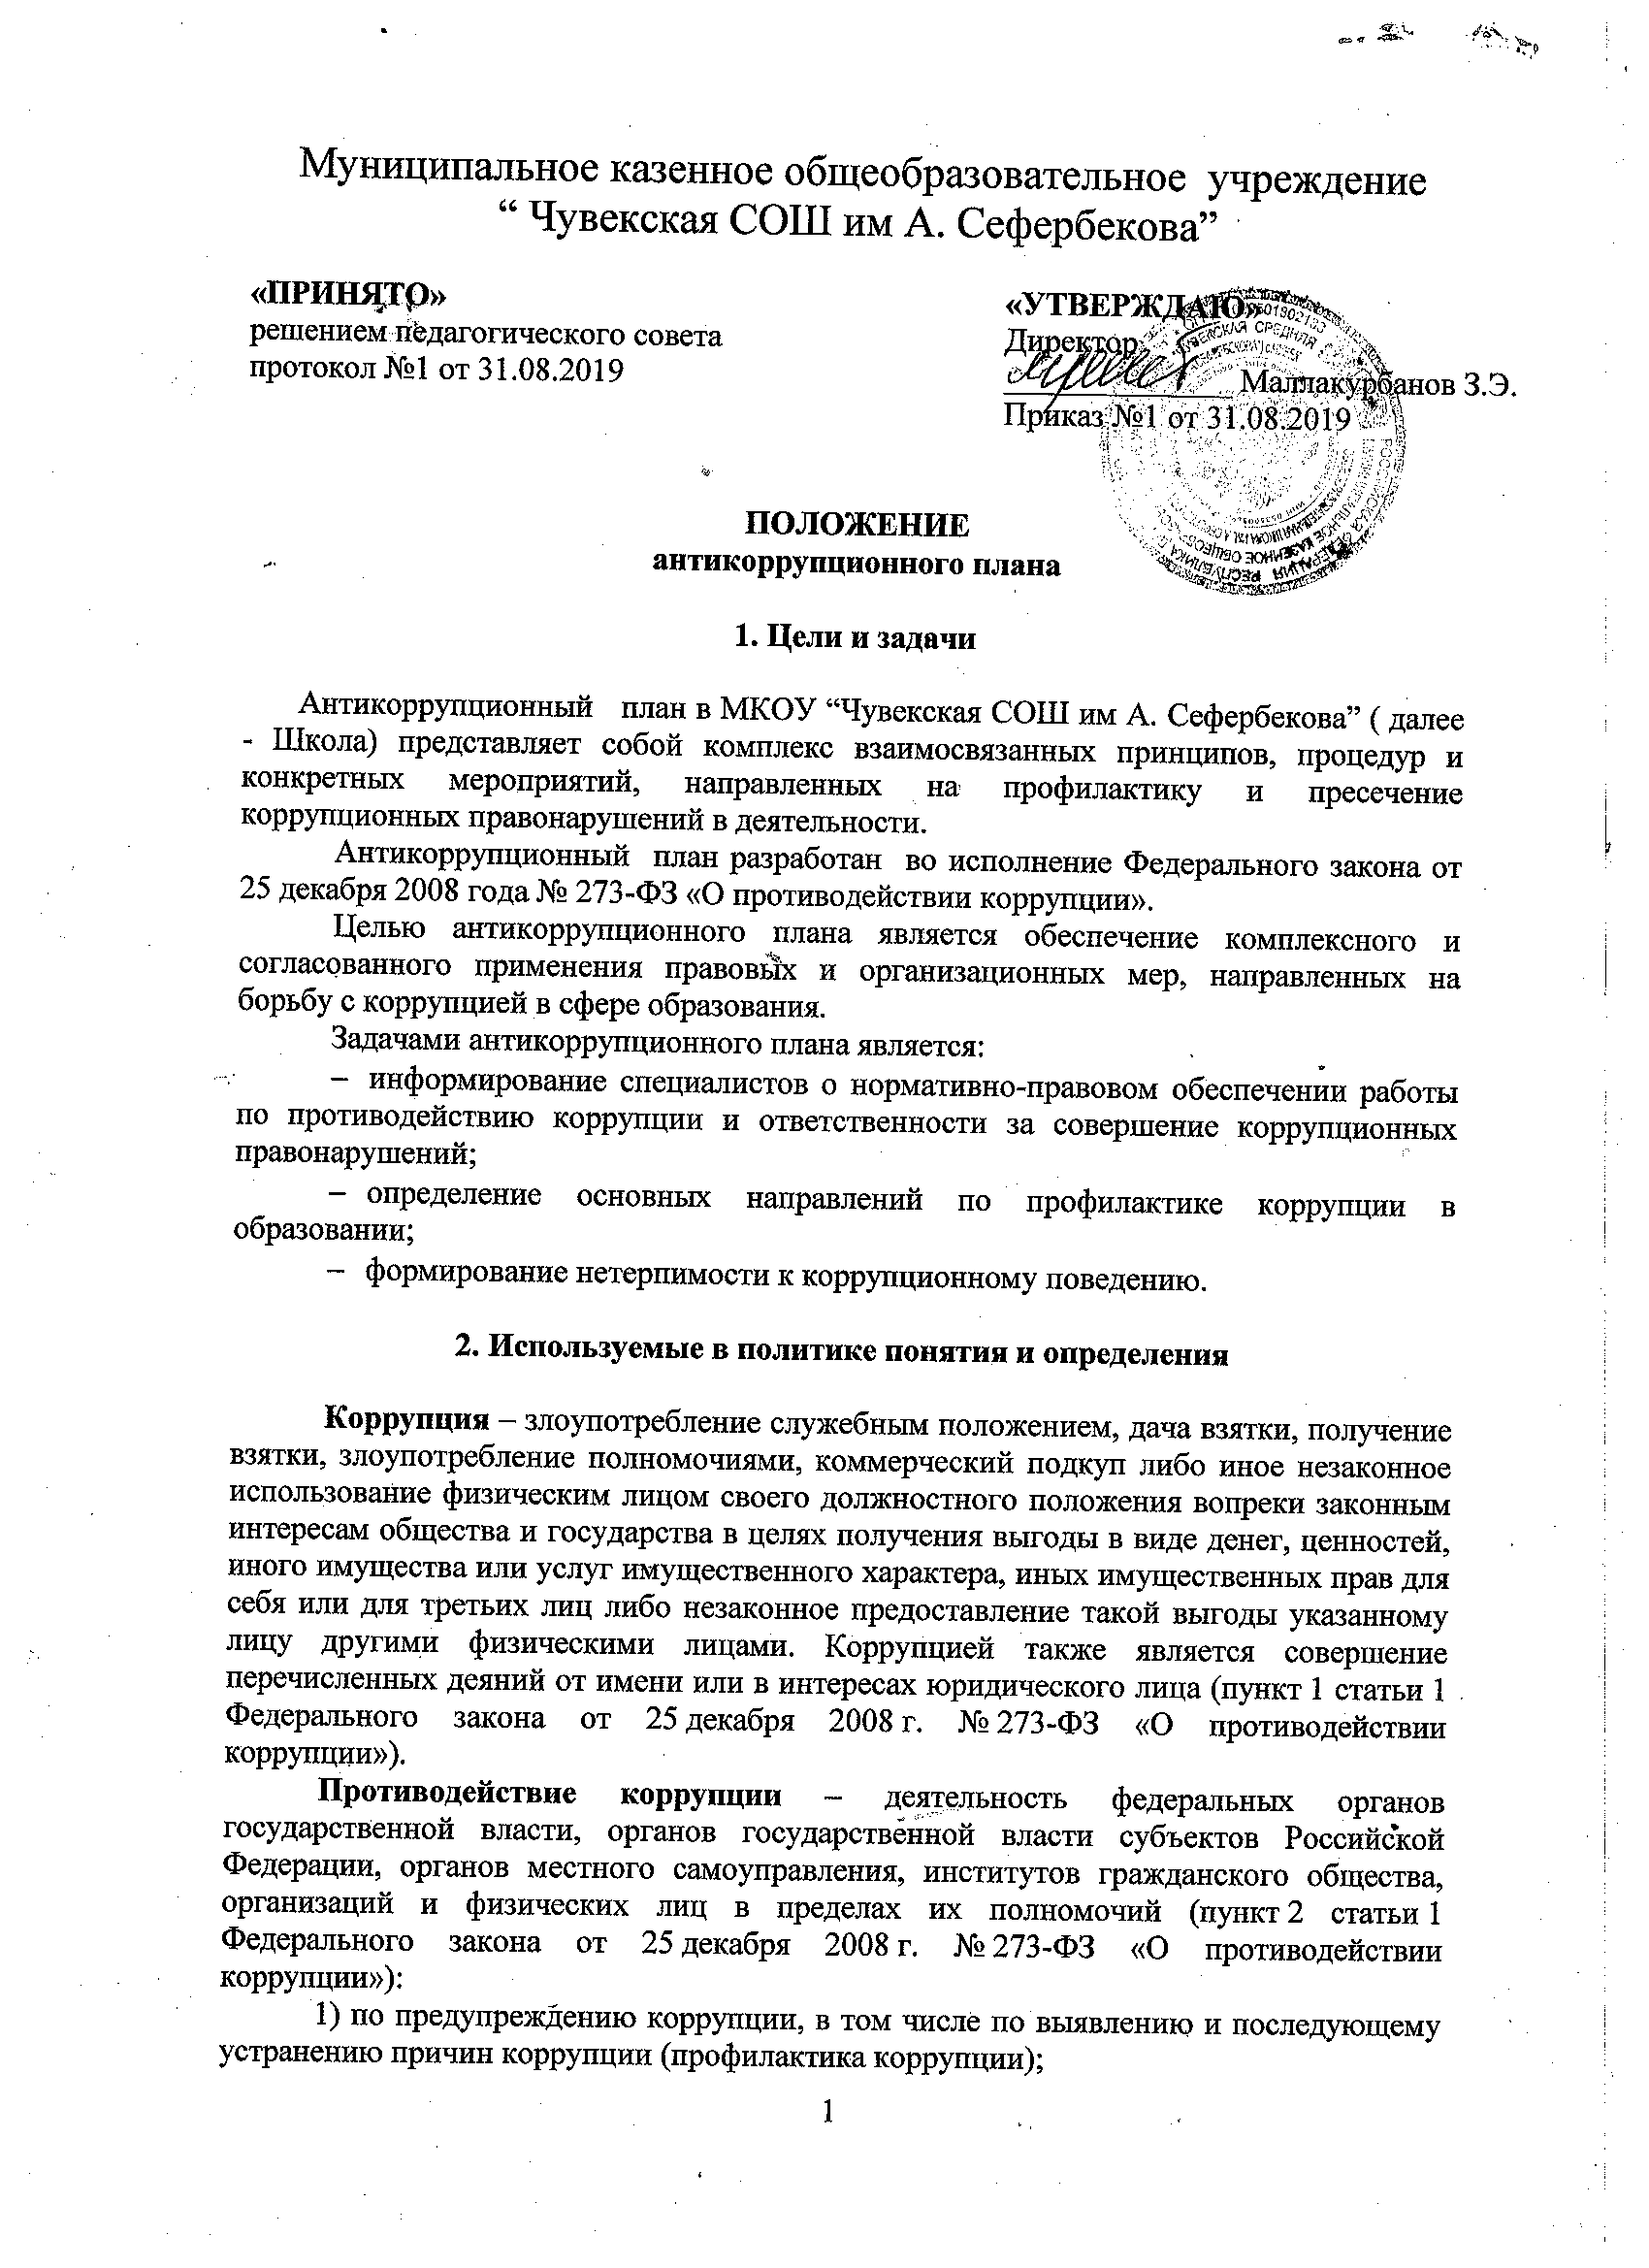 Муниципальное казенное общеобразовательное учреждение
“ Чувекская СОШ им А. Сефербекова”
«ПРИНЯТО»
решением педагогического совета
протокол №1 от 31.08.2019
«УТВЕРЖДАЮ»
Директор
Маллакурбанов З.Э.
Приказ №1 от 31.08.2019
ПОЛОЖЕНИЕ
антикоррупционного плана
1. Цели и задачи
Антикоррупционный план в МКОУ “Чувекская СОШ им А. Сефербекова” ( далее
- Школа) представляет собой комплекс взаимосвязанных принципов, процедур и
конкретных мероприятий, направленных на профилактику и пресечение
коррупционных правонарушений в деятельности.
Антикоррупционный план разработан во исполнение Федерального закона от
25 декабря 2008 года № 273-ФЗ «О противодействии коррупции».
Целью антикоррупционного плана является обеспечение комплексного и
согласованного применения правовых и организационных мер, направленных на
борьбу с коррупцией в сфере образования.
Задачами антикоррупционного плана является:
– информирование специалистов о нормативно-правовом обеспечении работы
по противодействию коррупции и ответственности за совершение коррупционных
правонарушений;
– определение основных направлений по профилактике коррупции в
образовании;
– формирование нетерпимости к коррупционному поведению.
2. Используемые в политике понятия и определения
Коррупция – злоупотребление служебным положением, дача взятки, получение
взятки, злоупотребление полномочиями, коммерческий подкуп либо иное незаконное
использование физическим лицом своего должностного положения вопреки законным
интересам общества и государства в целях получения выгоды в виде денег, ценностей,
иного имущества или услуг имущественного характера, иных имущественных прав для
себя или для третьих лиц либо незаконное предоставление такой выгоды указанному
лицу другими физическими лицами. Коррупцией также является совершение
перечисленных деяний от имени или в интересах юридического лица (пункт 1 статьи 1
Федерального закона от 25 декабря 2008 г. № 273-ФЗ «О противодействии
коррупции»).
Противодействие коррупции – деятельность федеральных органов
государственной власти, органов государственной власти субъектов Российской
Федерации, органов местного самоуправления, институтов гражданского общества,
организаций и физических лиц в пределах их полномочий (пункт 2 статьи 1
Федерального закона от 25 декабря 2008 г. № 273-ФЗ «О противодействии
коррупции»):
1) по предупреждению коррупции, в том числе по выявлению и последующему
устранению причин коррупции (профилактика коррупции);
1